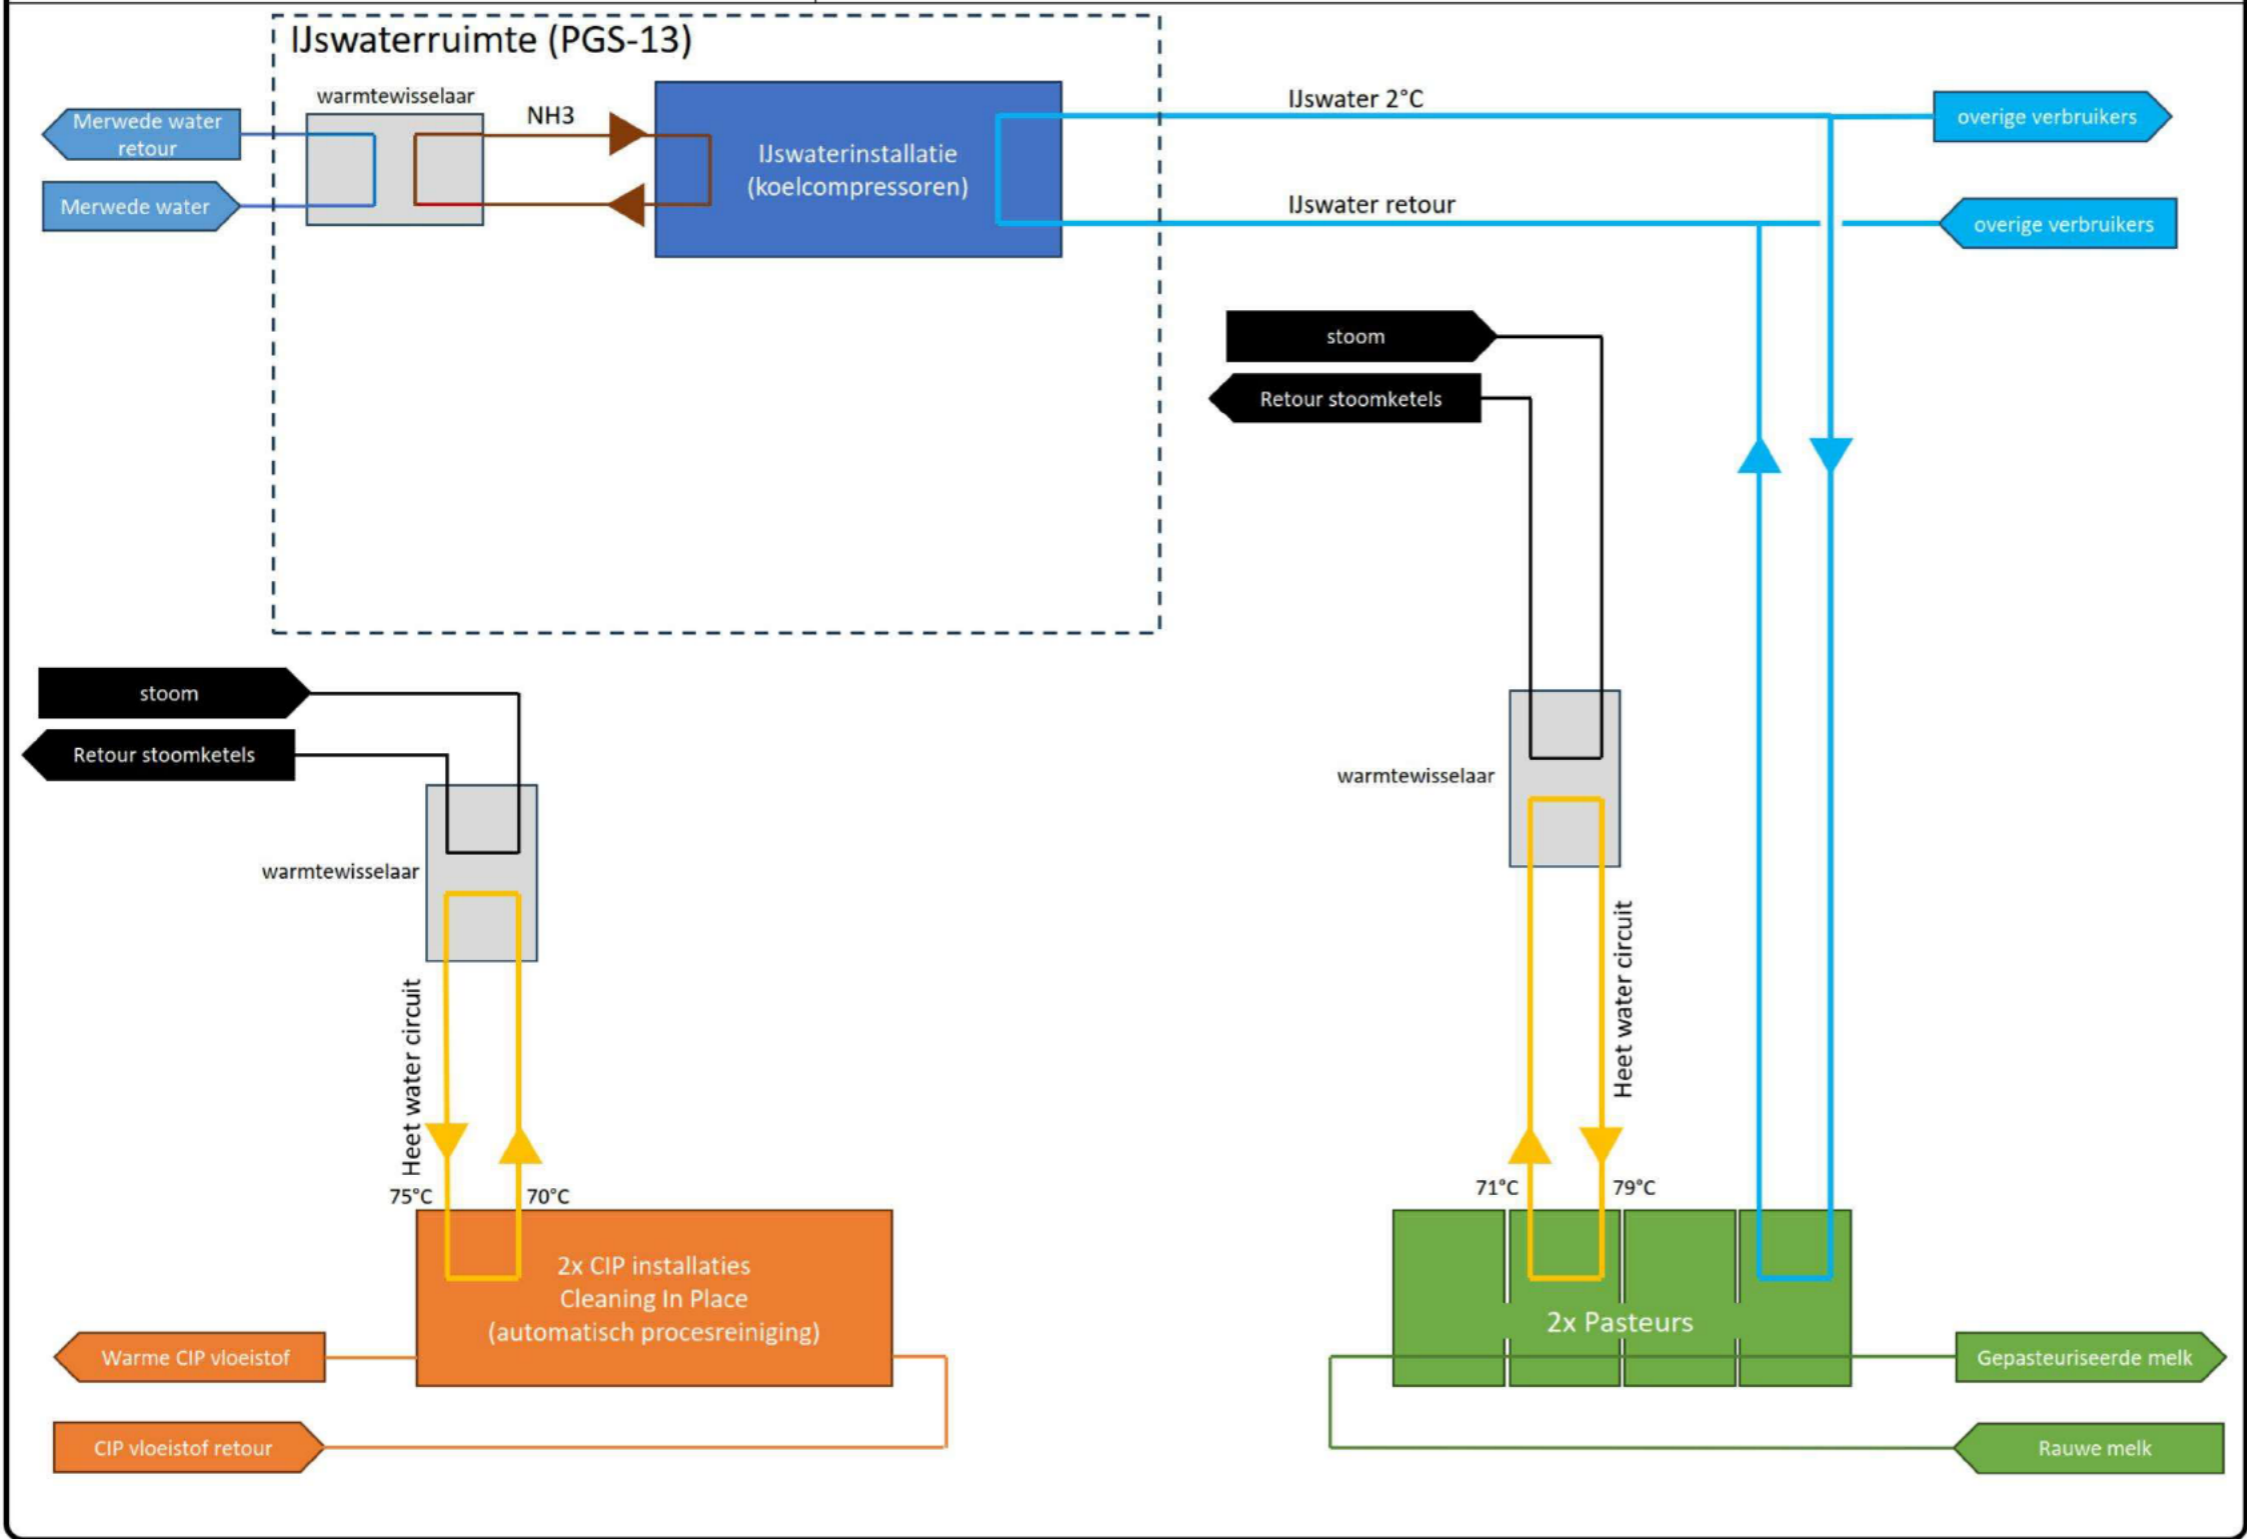 IJswaterruimte (PGS-13)
warmtewisselaar
Merwede water
retour
NH3
Merwede water
IJswaterinstallatie
(koelcompressoren)
IJswater 2°C
overige verbruikers
IJswater retour
overige verbruikers
stoom
Retour stoomketels
stoom
Retour stoomketels
warmtewisselaar
warmtewisselaar
Heet water circuit
Heet water circuit
75°C
70°C
71°C
79°C
2x CIP installaties
Cleaning In Place
(automatisch procesreiniging)
2x Pasteurs
Warme CIP vloeistof
Gepasteuriseerde melk
CIP vloeistof retour
Rauwe melk